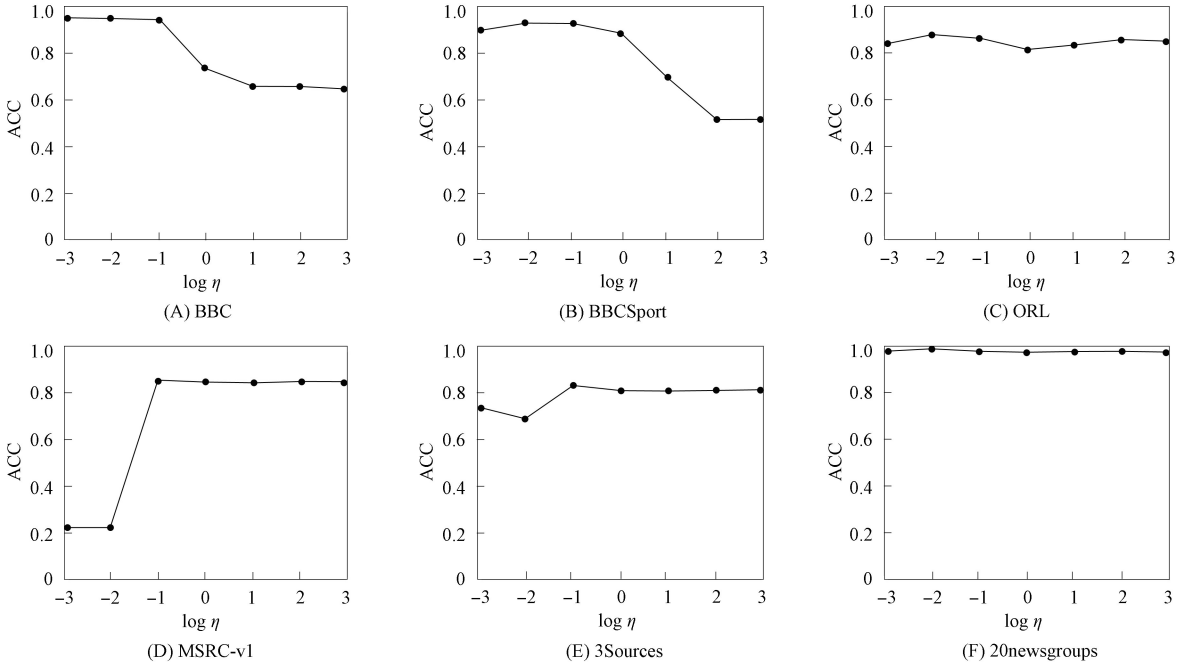 1.0
0.8
0.6
0.4
0.2
0
ACC
−3 −2 −1 0 1 2 3
log η
(A) BBC
1.0
0.8
0.6
0.4
0.2
0
ACC
−3 −2 −1 0 1 2 3
log η
(B) BBCSport
1.0
0.8
0.6
0.4
0.2
0
ACC
−3 −2 −1 0 1 2 3
log η
(C) ORL
1.0
0.8
0.6
0.4
0.2
0
ACC
−3 −2 −1 0 1 2 3
log η
(D) MSRC-v1
1.0
0.8
0.6
0.4
0.2
0
ACC
−3 −2 −1 0 1 2 3
log η
(E) 3Sources
1.0
0.8
0.6
0.4
0.2
0
ACC
−3 −2 −1 0 1 2 3
log η
(F) 20newsgroups